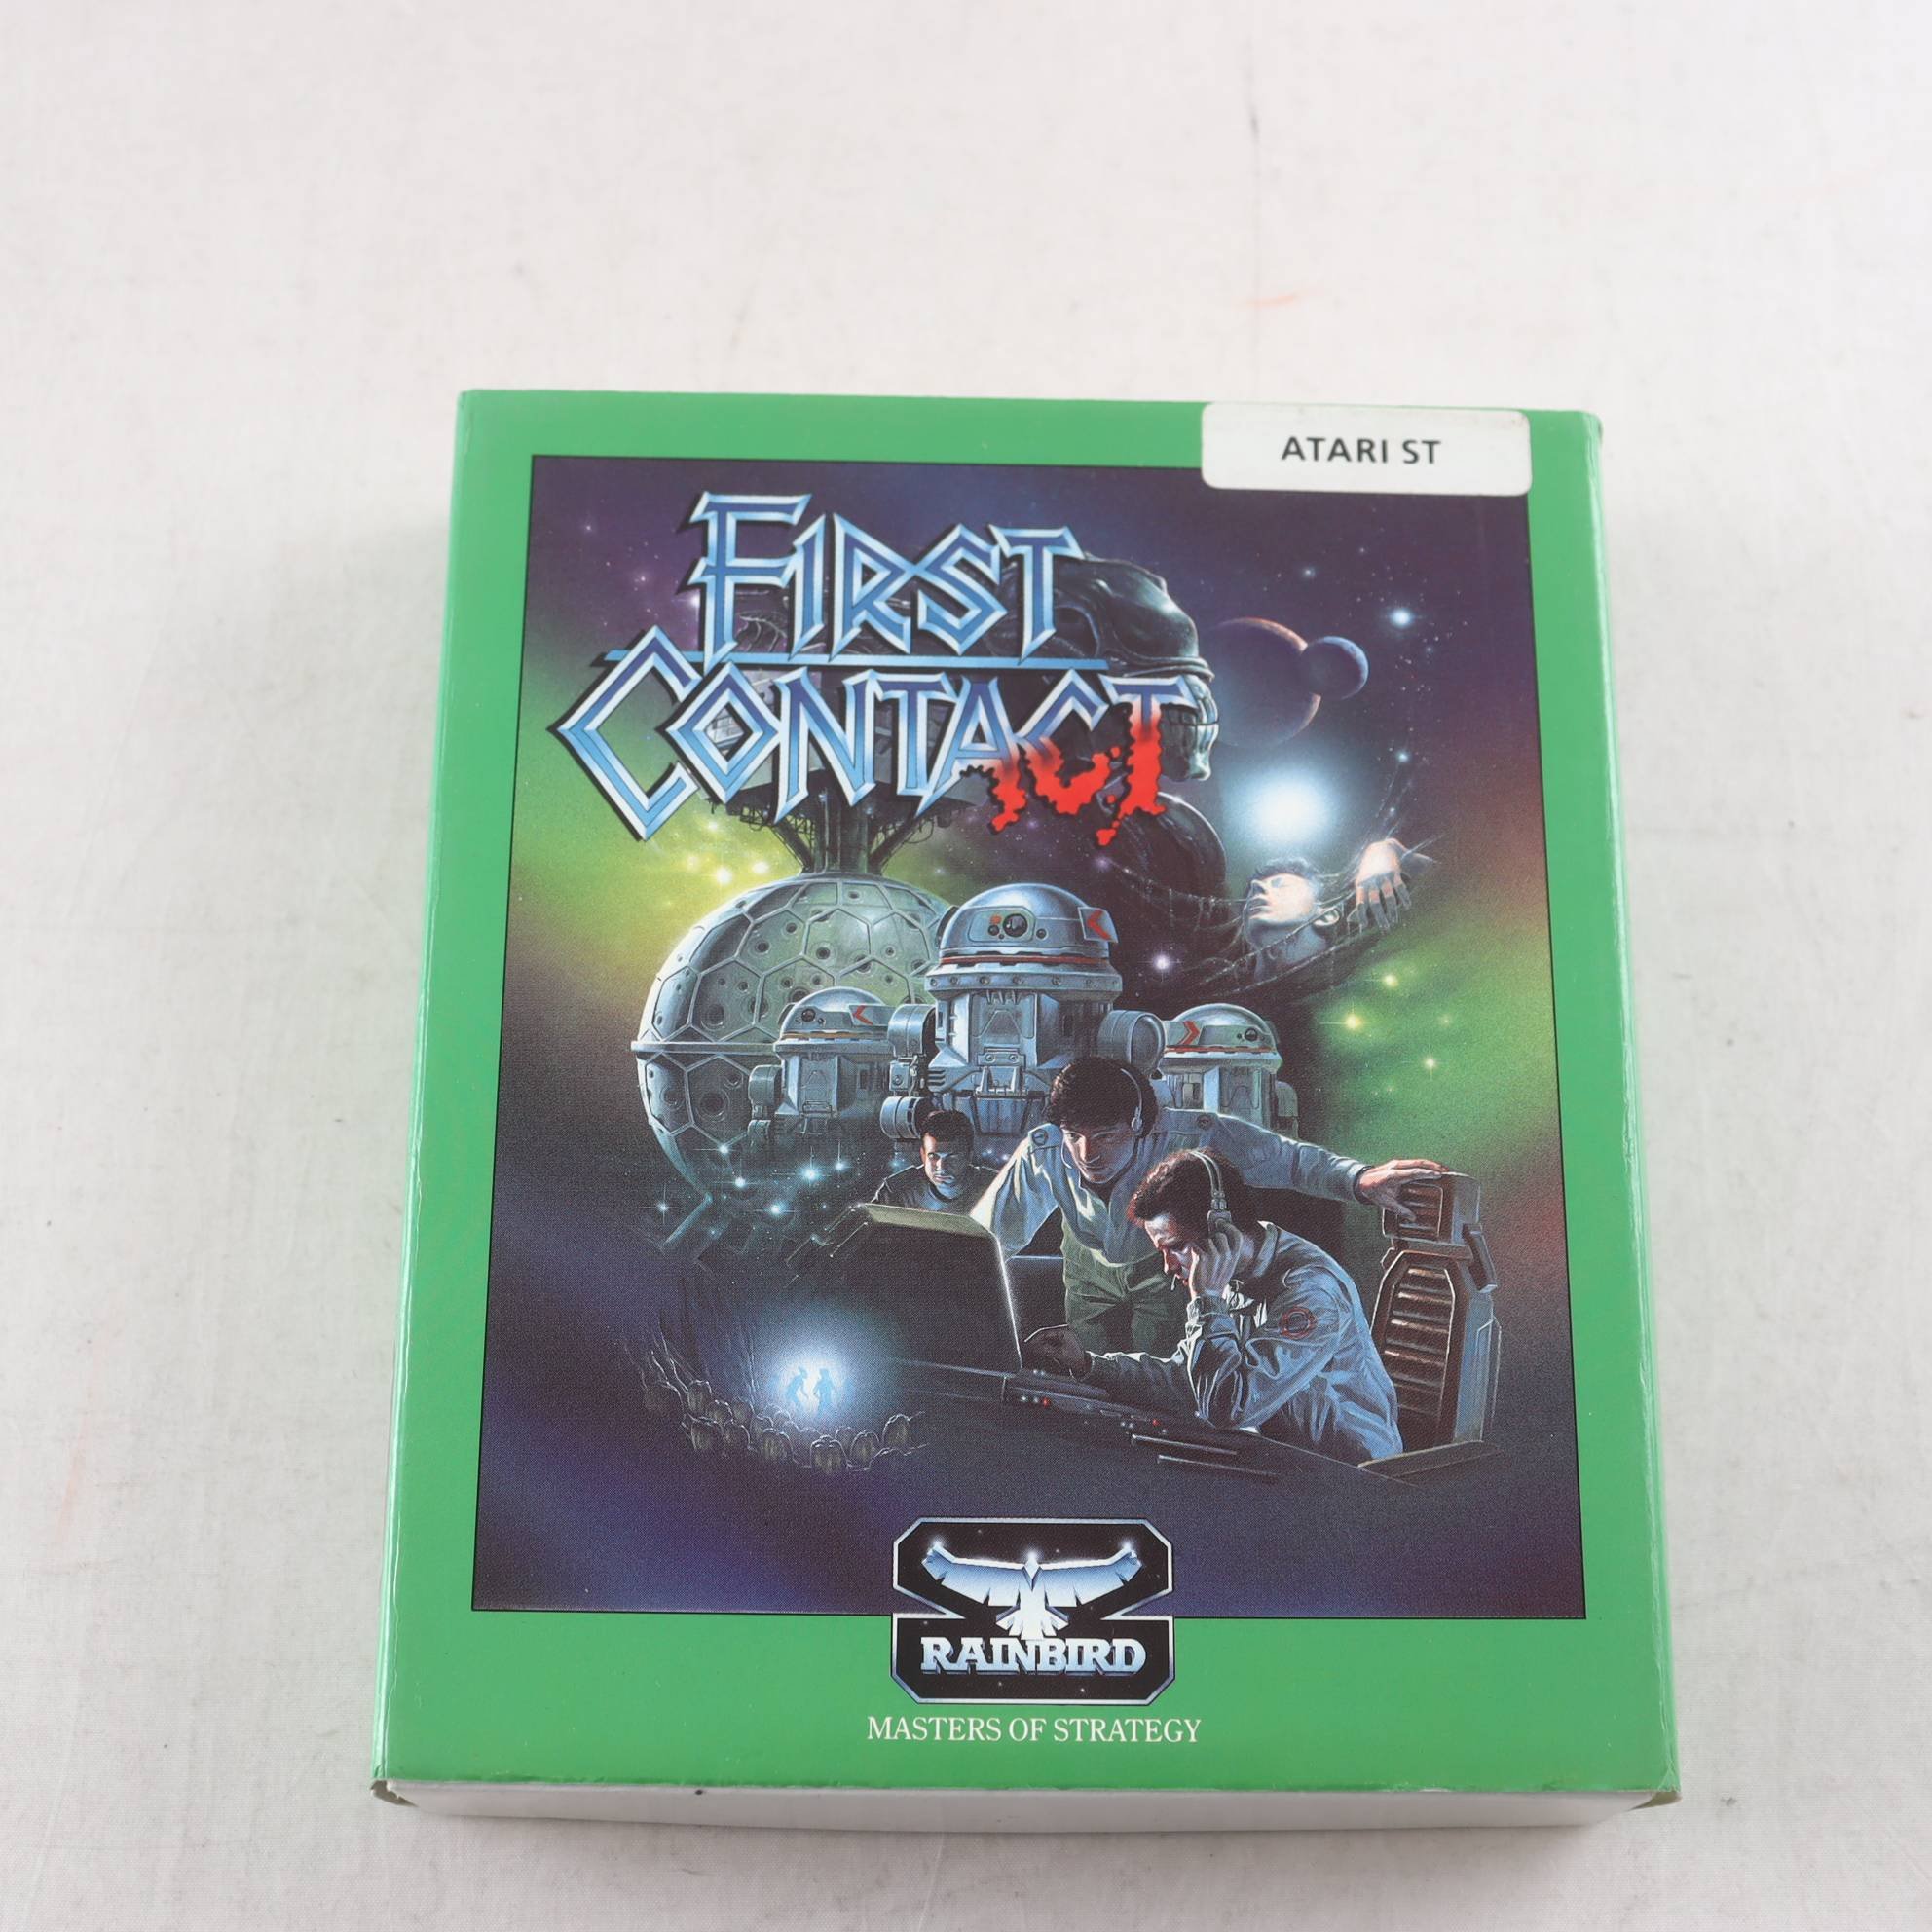 ATARI ST
FIRST
CONTACT
RAINBIRD
MASTERS OF STRATEGY